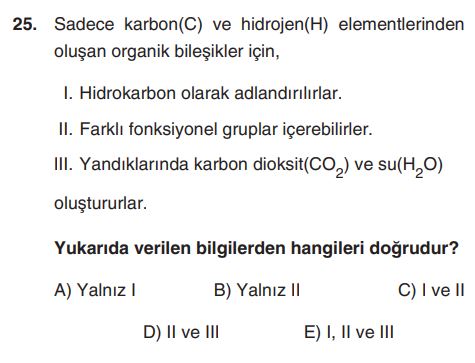 25. Sadece karbon(C) ve hidrojen(H) elementlerinden
oluşan organik bileşikler için,
I. Hidrokarbon olarak adlandırılırlar.
II. Farklı fonksiyonel gruplar içerebilirler.
III. Yandıklarında karbon dioksit(CO₂) ve su(H₂O)
oluştururlar.
Yukarıda verilen bilgilerden hangileri doğrudur?
A) Yalnız I B) Yalnız II C) I ve II
D) II ve III E) I, II ve III